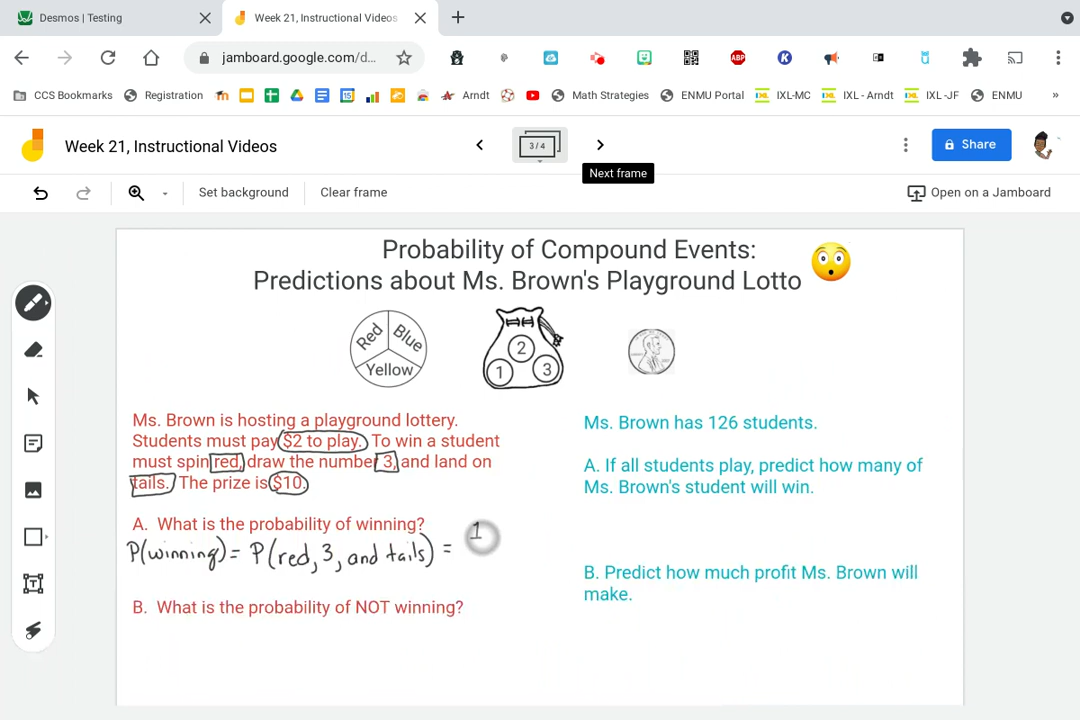 Desmos | Testing
Week 21, Instructional Videos
jamboard.google.com/d...
ABP
K
CCS Bookmarks
Registration
Arndt
Math Strategies
ENMU Portal
IXL-MC
IXL - Arndt
IXL -JF
ENMU
»
Week 21, Instructional Videos
3 / 4
Share
Next frame
Set background
Clear frame
Open on a Jamboard
Probability of Compound Events:
Predictions about Ms. Brown's Playground Lotto
Red
Blue
Yellow
2
1
3
Ms. Brown is hosting a playground lottery.
Students must pay $2 to play. To win a student
must spin red, draw the number 3, and land on
tails. The prize is $10.
A. What is the probability of winning?
P(winning) = P(red, 3, and tails) = 1
B. What is the probability of NOT winning?
Ms. Brown has 126 students.
A. If all students play, predict how many of
Ms. Brown's student will win.
B. Predict how much profit Ms. Brown will
make.